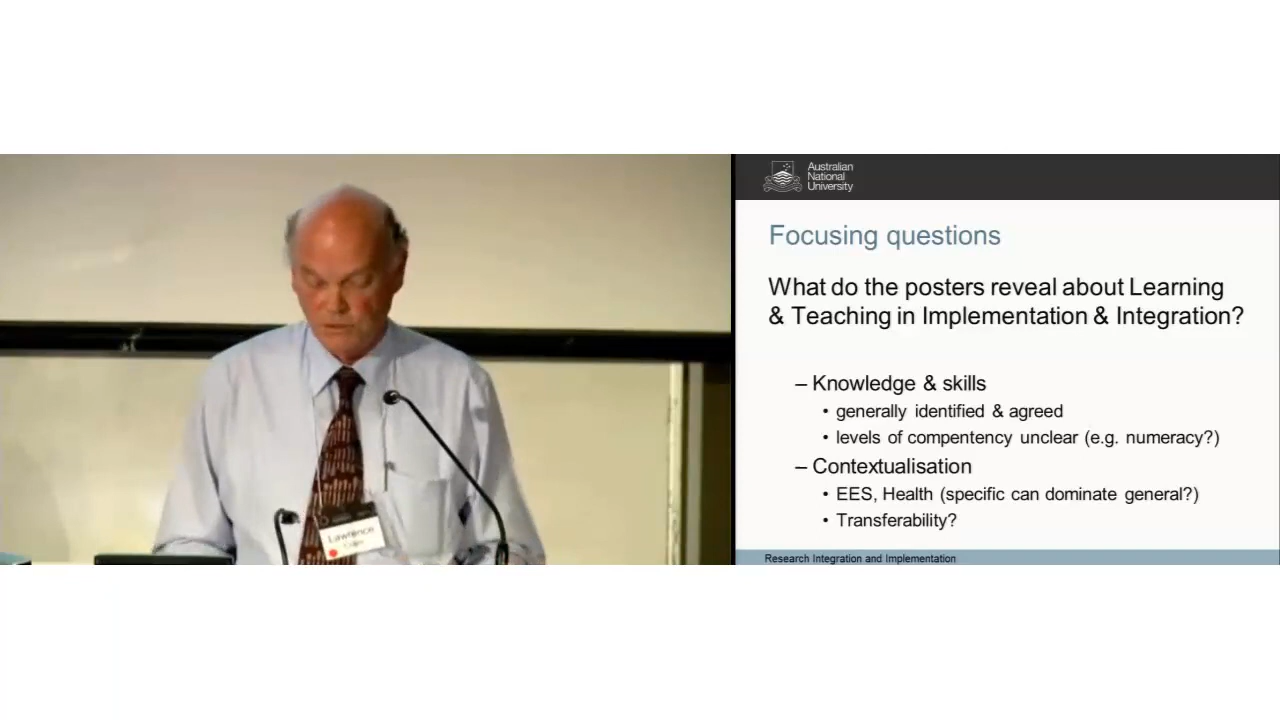 Lawrence
Australian
National
University
Focusing questions
What do the posters reveal about Learning
& Teaching in Implementation & Integration?
– Knowledge & skills
• generally identified & agreed
• levels of compentency unclear (e.g. numeracy?)
– Contextualisation
• EES, Health (specific can dominate general?)
• Transferability?
Research Integration and Implementation